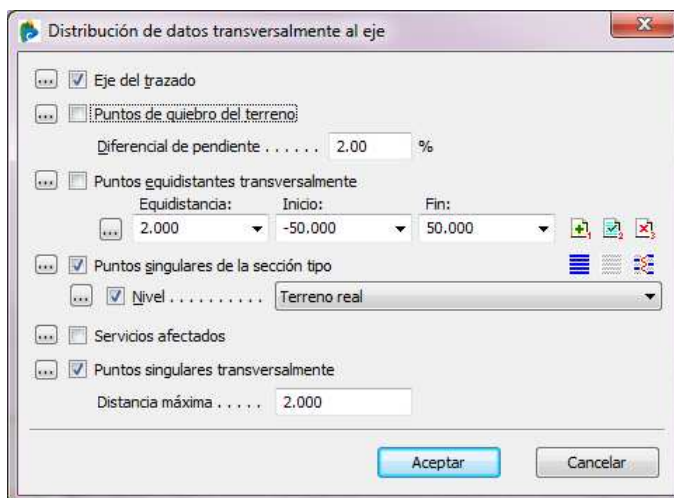 Distribución de datos transversalmente al eje
... Eje del trazado
... Puntos de quiebro del terreno
Diferencial de pendiente . . . . . . 2.00 %
... Puntos equidistantes transversalmente
Equidistancia: Inicio: Fin:
... 2.000 -50.000 50.000
... Puntos singulares de la sección tipo
... Nivel . . . . . . . . . . Terreno real
... Servicios afectados
... Puntos singulares transversalmente
Distancia máxima . . . . . 2.000
Aceptar Cancelar